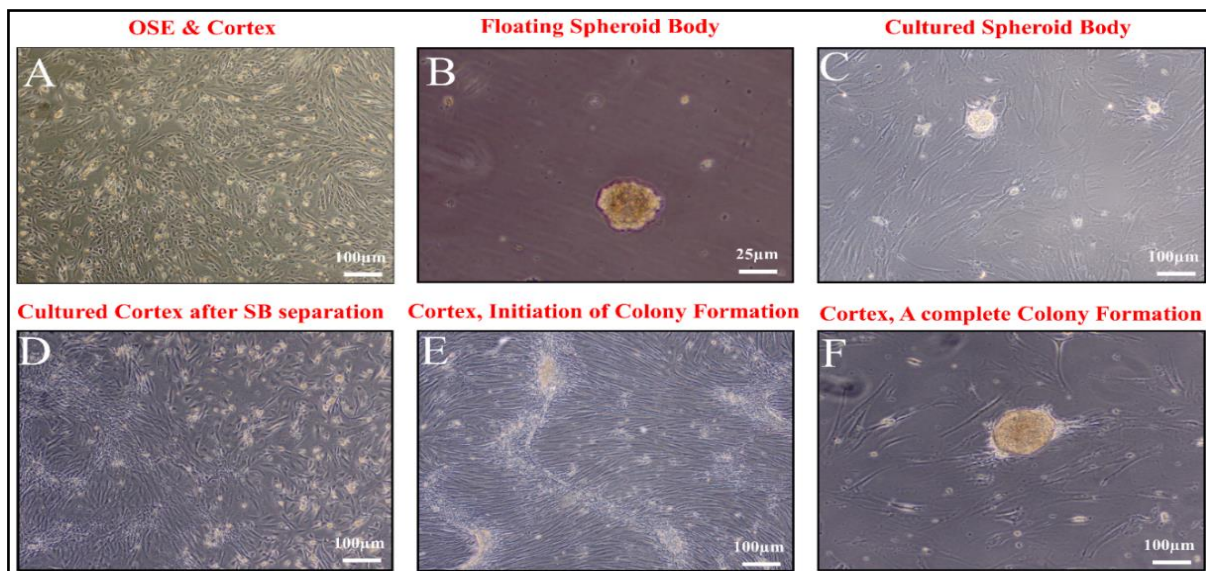 OSE & Cortex
Floating Spheroid Body
Cultured Spheroid Body
A
B
C
100µm
25µm
100µm
Cultured Cortex after SB separation
Cortex, Initiation of Colony Formation
Cortex, A complete Colony Formation
D
E
F
100µm
100µm
100µm